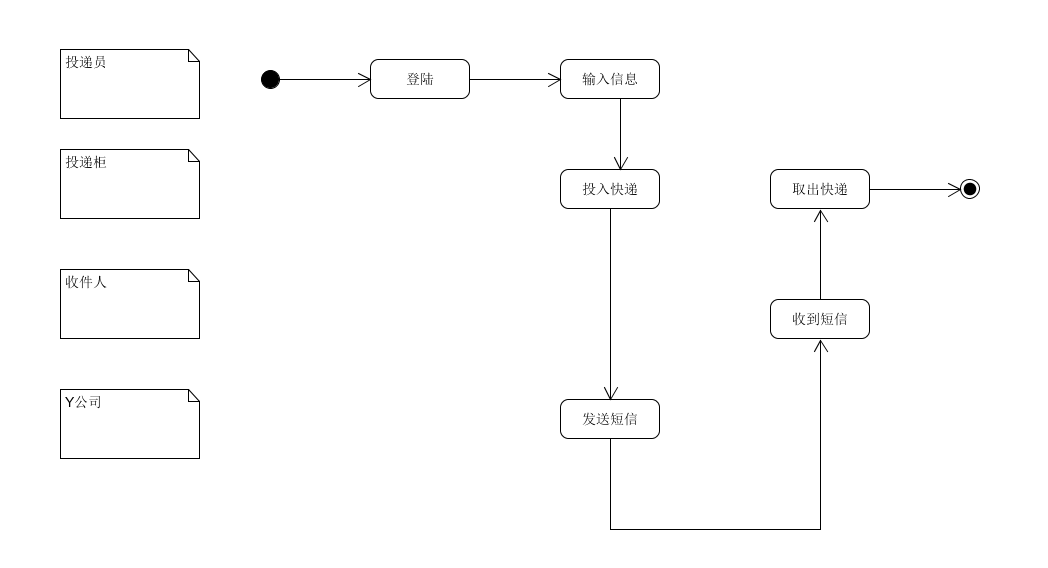 投递员
登陆
输入信息
投递柜
投入快递
取出快递
收件人
收到短信
Y公司
发送短信